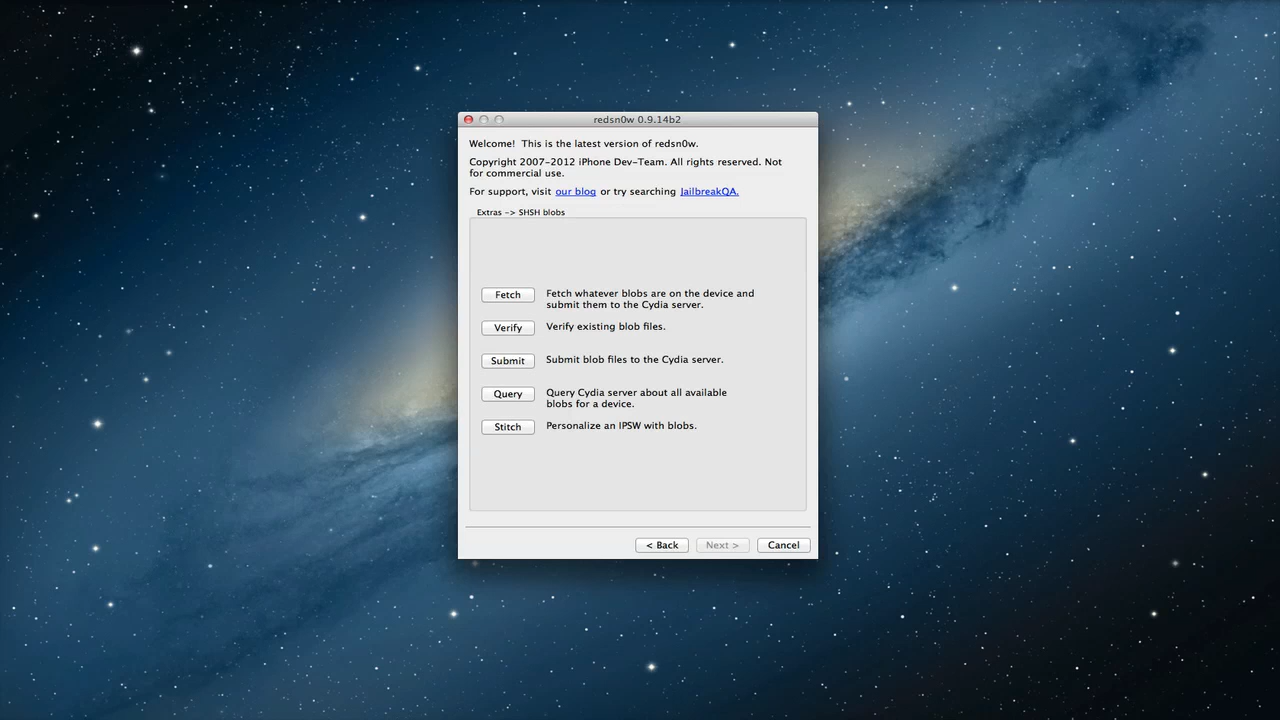 redsn0w 0.9.14b2
Welcome!  This is the latest version of redsn0w.
Copyright 2007-2012 iPhone Dev-Team. All rights reserved. Not
for commercial use.
For support, visit our blog or try searching JailbreakQA.
Extras -> SHSH blobs
Fetch
Fetch whatever blobs are on the device and
submit them to the Cydia server.
Verify
Verify existing blob files.
Submit
Submit blob files to the Cydia server.
Query
Query Cydia server about all available
blobs for a device.
Stitch
Personalize an IPSW with blobs.
< Back
Next >
Cancel